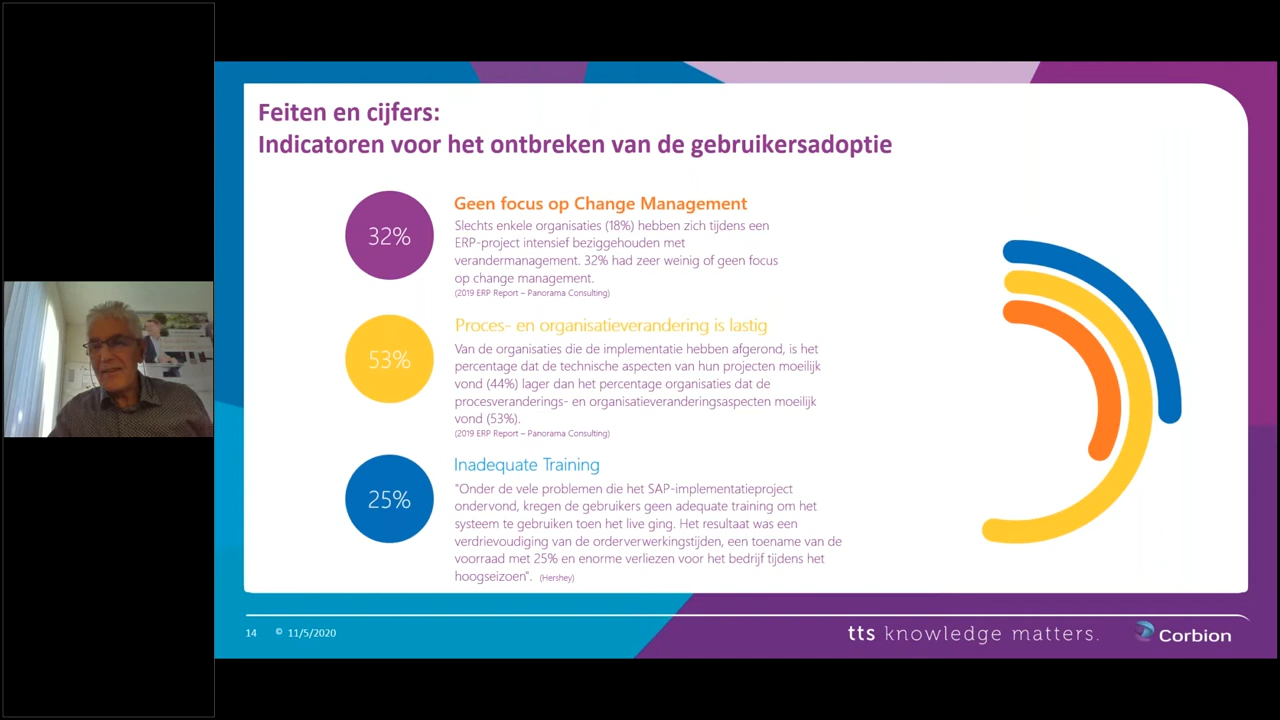 Feiten en cijfers:
Indicatoren voor het ontbreken van de gebruikersadoptie
32%
Geen focus op Change Management
Slechts enkele organisaties (18%) hebben zich tijdens een
ERP-project intensief beziggehouden met
verandermanagement. 32% had zeer weinig of geen focus
op change management.
(2019 ERP Report – Panorama Consulting)
53%
Proces- en organisatieverandering is lastig
Van de organisaties die de implementatie hebben afgerond, is het
percentage dat de technische aspecten van hun projecten moeilijk
vond (44%) lager dan het percentage organisaties dat de
procesveranderings- en organisatieveranderingsaspecten moeilijk
vond (53%).
(2019 ERP Report – Panorama Consulting)
25%
Inadequate Training
"Onder de vele problemen die het SAP-implementatieproject
ondervond, kregen de gebruikers geen adequate training om het
systeem te gebruiken toen het live ging. Het resultaat was een
verdrievoudiging van de orderverwerkingstijden, een toename van de
voorraad met 25% en enorme verliezen voor het bedrijf tijdens het
hoogseizoen". (Hershey)
14 © 11/5/2020
tts knowledge matters.
Corbion